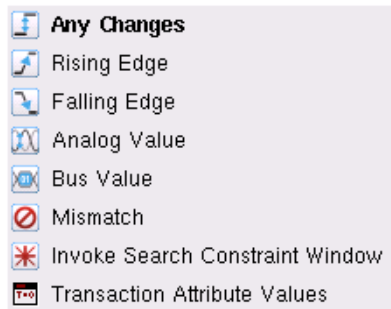 Any Changes
Rising Edge
Falling Edge
Analog Value
Bus Value
Mismatch
Invoke Search Constraint Window
Transaction Attribute Values